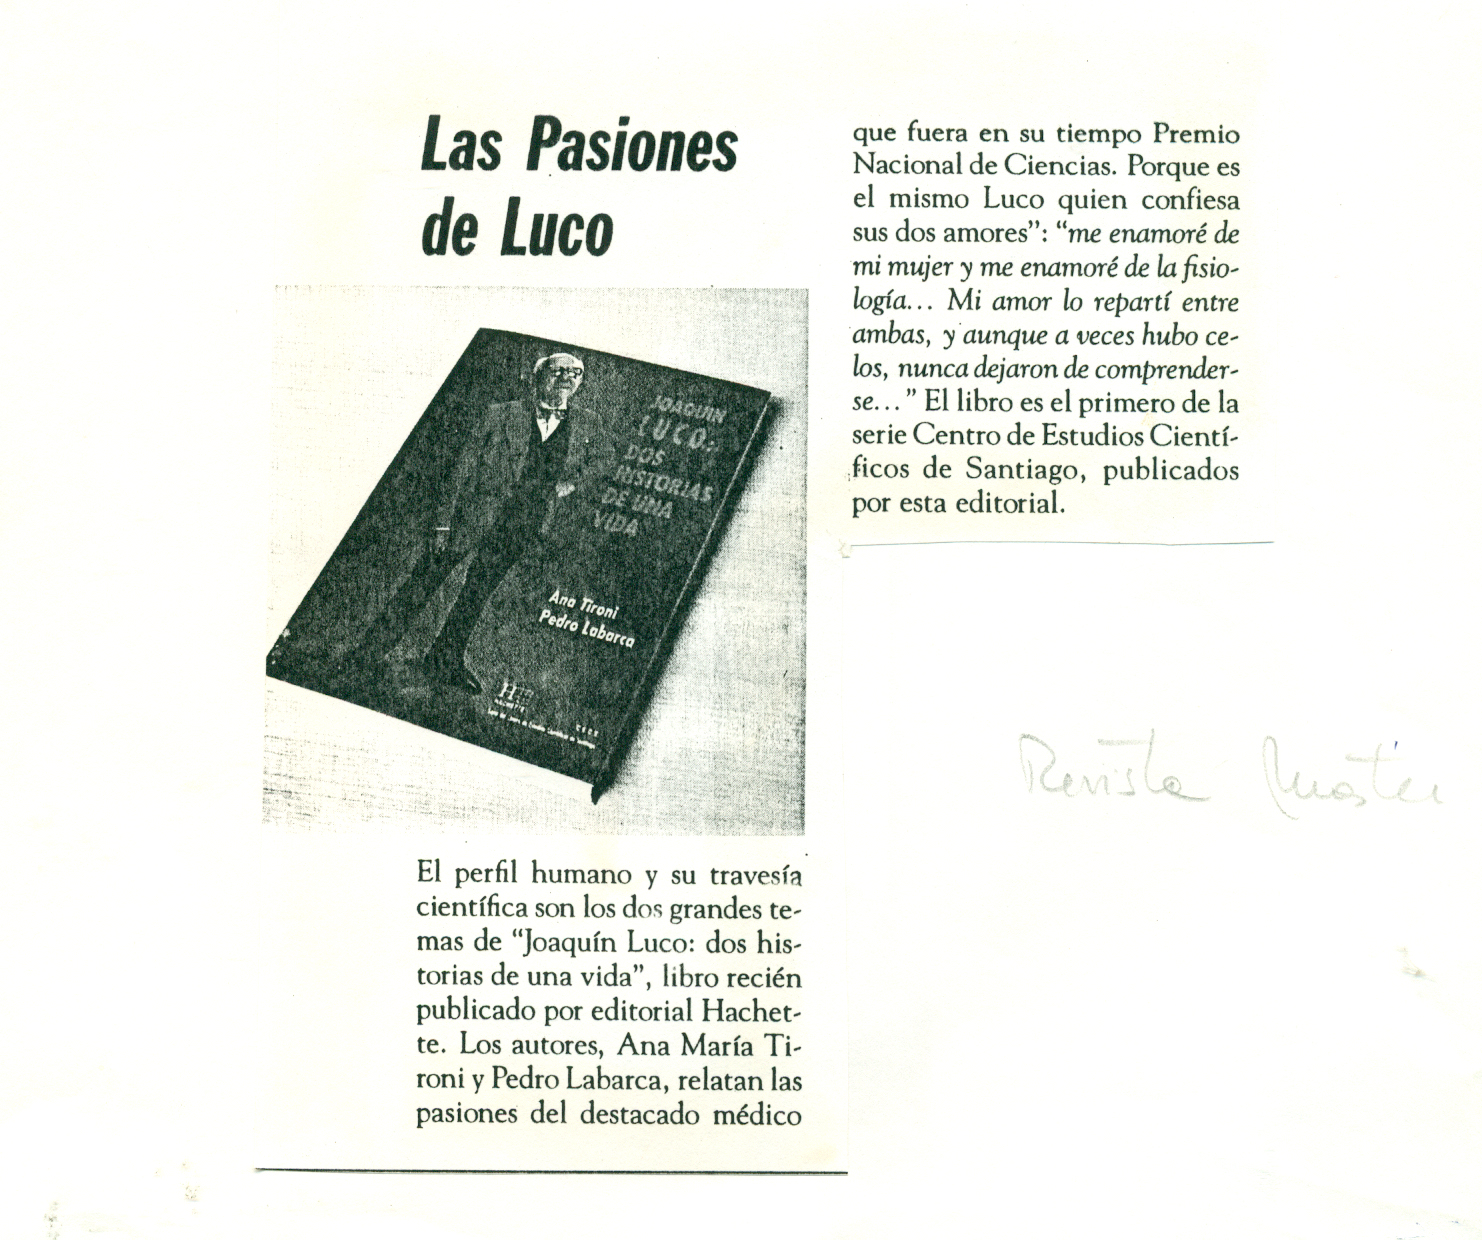 Las Pasiones
de Luco
JOAQUIN
LUCO:
DOS
HISTORIAS
DE UNA
VIDA
Ana Tironi
Pedro Labarca
H
HACHETTE
El perfil humano y su travesía
científica son los dos grandes te-
mas de “Joaquín Luco: dos his-
torias de una vida”, libro recién
publicado por editorial Hachet-
te. Los autores, Ana María Ti-
roni y Pedro Labarca, relatan las
pasiones del destacado médico
que fuera en su tiempo Premio
Nacional de Ciencias. Porque es
el mismo Luco quien confiesa
sus dos amores”: “me enamoré de
mi mujer y me enamoré de la fisio-
logía... Mi amor lo repartí entre
ambas, y aunque a veces hubo ce-
los, nunca dejaron de comprender-
se...” El libro es el primero de la
serie Centro de Estudios Cientí-
ficos de Santiago, publicados
por esta editorial.
Revista